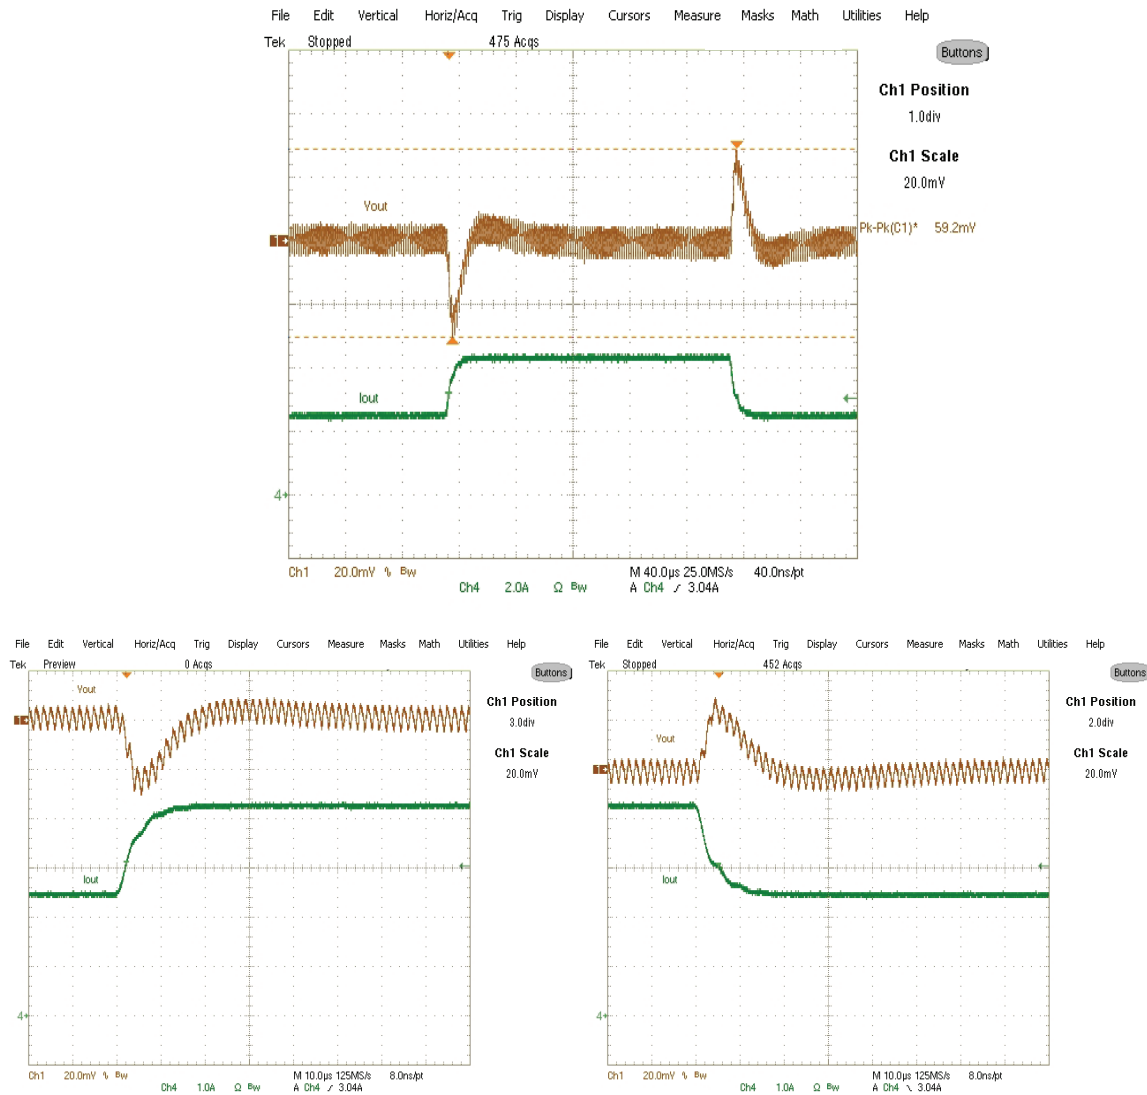 File Edit Vertical Horiz/Acq Trig Display Cursors Measure Masks Math Utilities Help
Tek Stopped 475 Acqs
Buttons
Ch1 Position
1.0div
Ch1 Scale
20.0mV
Vout
1
Pk-Pk(C1)* 59.2mV
Iout
4
Ch1 20.0mV ∿ Bw M 40.0µs 25.0MS/s 40.0ns/pt
Ch4 2.0A Ω Bw A Ch4 ∫ 3.04A
File Edit Vertical Horiz/Acq Trig Display Cursors Measure Masks Math Utilities Help
Tek Preview 0 Acqs
Buttons
Vout
Ch1 Position
3.0div
1
Ch1 Scale
20.0mV
Iout
4
Ch1 20.0mV ∿ Bw M 10.0µs 125MS/s 8.0ns/pt
Ch4 1.0A Ω Bw A Ch4 \ 3.04A
File Edit Vertical Horiz/Acq Trig Display Cursors Measure Masks Math Utilities Help
Tek Stopped 452 Acqs
Buttons
Ch1 Position
2.0div
Vout
Ch1 Scale
1
20.0mV
Iout
4
Ch1 20.0mV ∿ Bw M 10.0µs 125MS/s 8.0ns/pt
Ch4 1.0A Ω Bw A Ch4 \ 3.04A